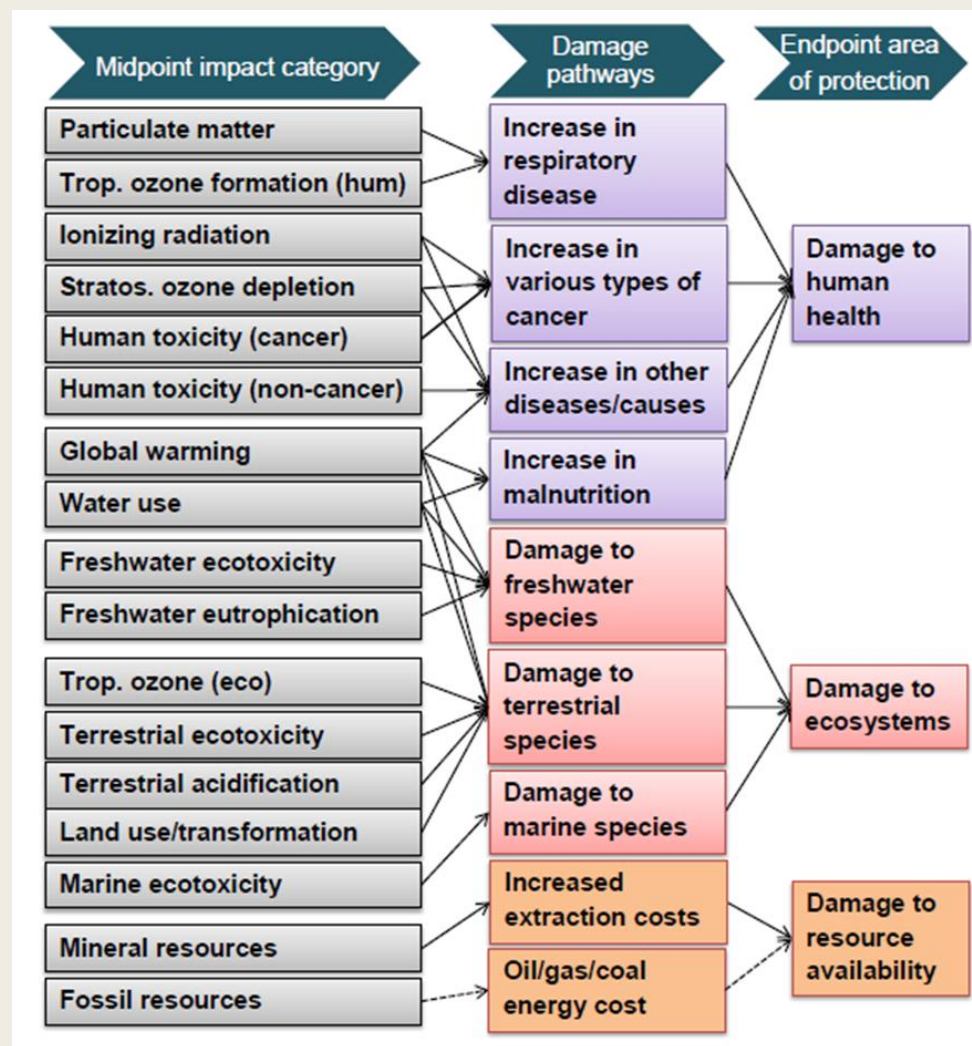 Midpoint impact category
Damage
pathways
Endpoint area
of protection
Particulate matter
Trop. ozone formation (hum)
Ionizing radiation
Stratos. ozone depletion
Human toxicity (cancer)
Human toxicity (non-cancer)
Global warming
Water use
Freshwater ecotoxicity
Freshwater eutrophication
Trop. ozone (eco)
Terrestrial ecotoxicity
Terrestrial acidification
Land use/transformation
Marine ecotoxicity
Mineral resources
Fossil resources
Increase in
respiratory
disease
Increase in
various types of
cancer
Increase in other
diseases/causes
Increase in
malnutrition
Damage to
freshwater
species
Damage to
terrestrial
species
Damage to
marine species
Increased
extraction costs
Oil/gas/coal
energy cost
Damage to
human
health
Damage to
ecosystems
Damage to
resource
availability